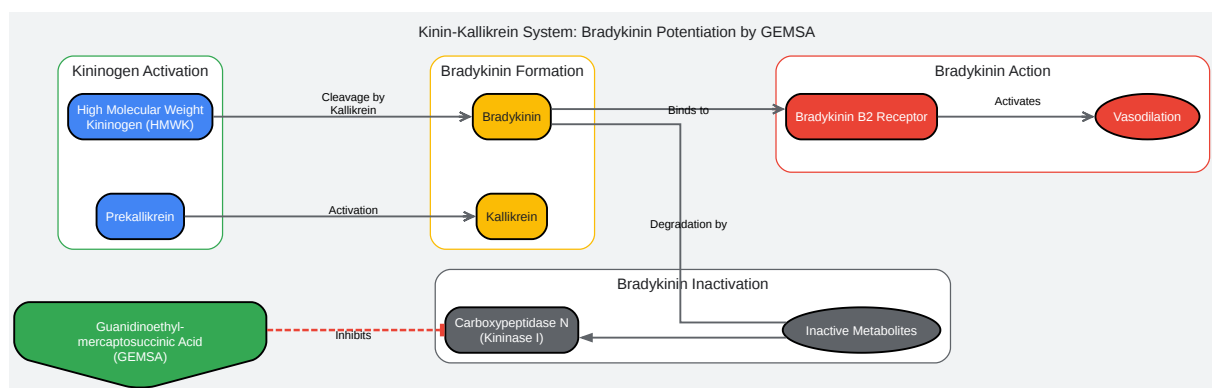 Kinin-Kallikrein System: Bradykinin Potentiation by GEMSA
Kininogen Activation
Bradykinin Formation
Bradykinin Action
High Molecular Weight
Kininogen (HMWK)
Cleavage by
Kallikrein
Bradykinin
Binds to
Bradykinin B2 Receptor
Activates
Vasodilation
Prekallikrein
Activation
Kallikrein
Degradation by
Bradykinin Inactivation
Guanidinoethyl-
mercaptosuccinic Acid
(GEMSA)
Inhibits
Carboxypeptidase N
(Kininase I)
Inactive Metabolites